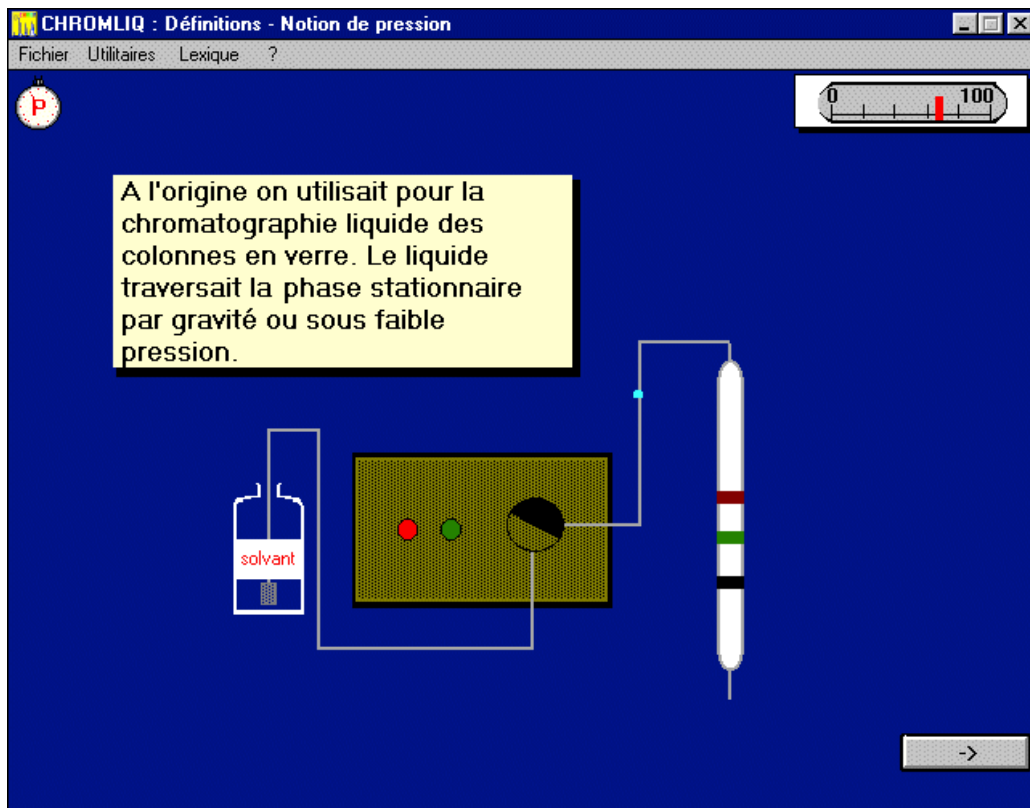 CHROMLIQ : Définitions - Notion de pression
Fichier Utilitaires Lexique ?
P
0 100
A l'origine on utilisait pour la
chromatographie liquide des
colonnes en verre. Le liquide
traversait la phase stationnaire
par gravité ou sous faible
pression.
solvant
->